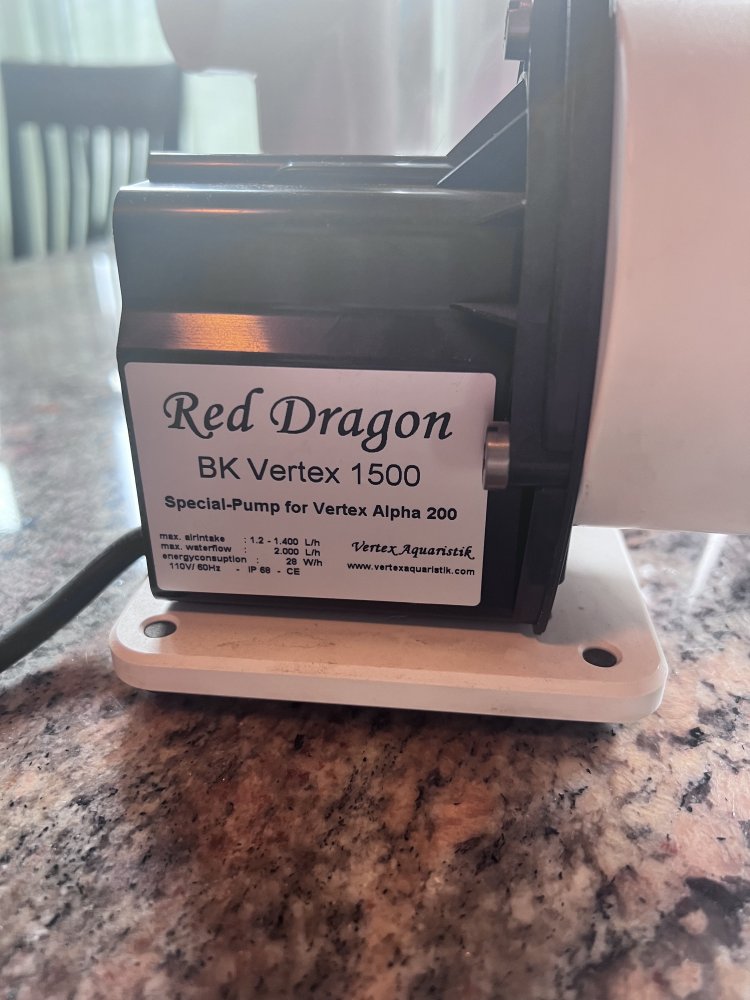 Red Dragon
BK Vertex 1500
Special-Pump for Vertex Alpha 200
max. airintake : 1.2 - 1.400 L/h
max. waterflow : 2.000 L/h
energyconsuption : 28 W/h
110V/ 60Hz - IP 68 - CE
Vertex Aquaristik
www.vertexaquaristik.com